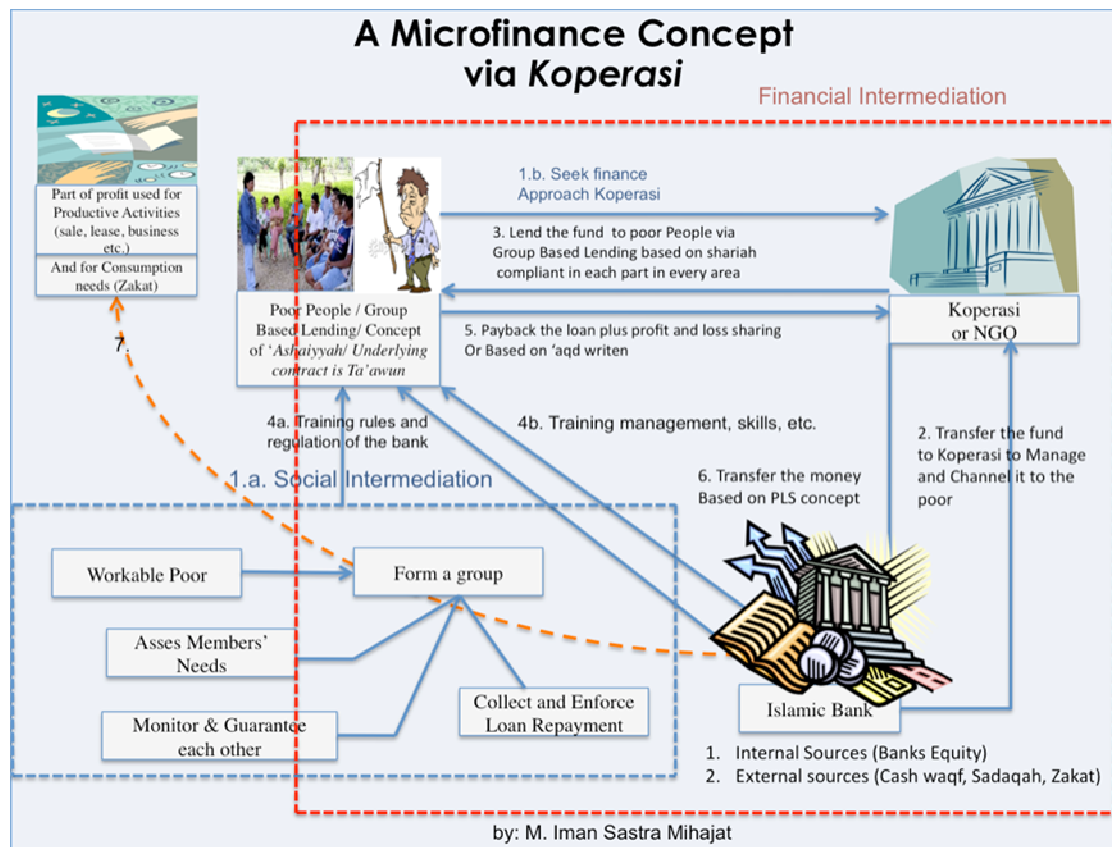 A Microfinance Concept
via Koperasi
Financial Intermediation
Part of profit used for
Productive Activities
(sale, lease, business
etc.)
And for Consumption
needs (Zakat)
7.
1.b. Seek finance
Approach Koperasi
3. Lend the fund to poor People via
Group Based Lending based on shariah
compliant in each part in every area
Poor People / Group
Based Lending/ Concept
of 'Ashaiyyah/ Underlying
contract is Ta'awun
Koperasi
or NGO
5. Payback the loan plus profit and loss sharing
Or Based on 'aqd writen
4a. Training rules and
regulation of the bank
4b. Training management, skills, etc.
2. Transfer the fund
to Koperasi to Manage
and Channel it to the
poor
1.a. Social Intermediation
6. Transfer the money
Based on PLS concept
Workable Poor
Form a group
Asses Members'
Needs
Monitor & Guarantee
each other
Collect and Enforce
Loan Repayment
Islamic Bank
1. Internal Sources (Banks Equity)
2. External sources (Cash waqf, Sadaqah, Zakat)
by: M. Iman Sastra Mihajat